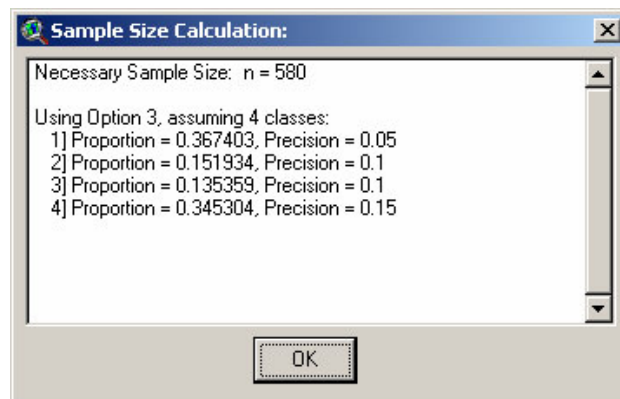 Sample Size Calculation:
Necessary Sample Size: n = 580
Using Option 3, assuming 4 classes:
1] Proportion = 0.367403, Precision = 0.05
2] Proportion = 0.151934, Precision = 0.1
3] Proportion = 0.135359, Precision = 0.1
4] Proportion = 0.345304, Precision = 0.15
OK